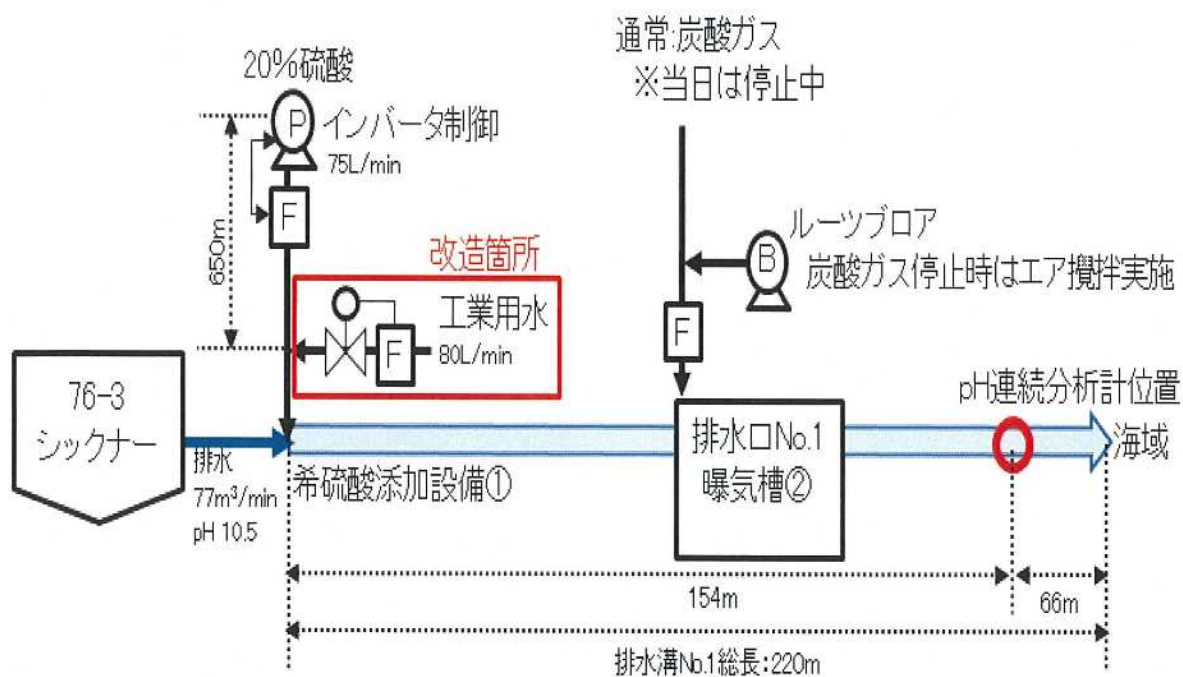 通常:炭酸ガス
※当日は停止中
20%硫酸
P
インバータ制御
75L/min
F
650m
改造箇所
工業用水
F
80L/min
B
ルーツブロア
炭酸ガス停止時はエア攪拌実施
F
76-3
シックナー
排水
77m³/min
pH 10.5
希硫酸添加設備①
排水口No.1
曝気槽②
pH連続分析計位置
海域
154m
66m
排水溝No.1総長:220m